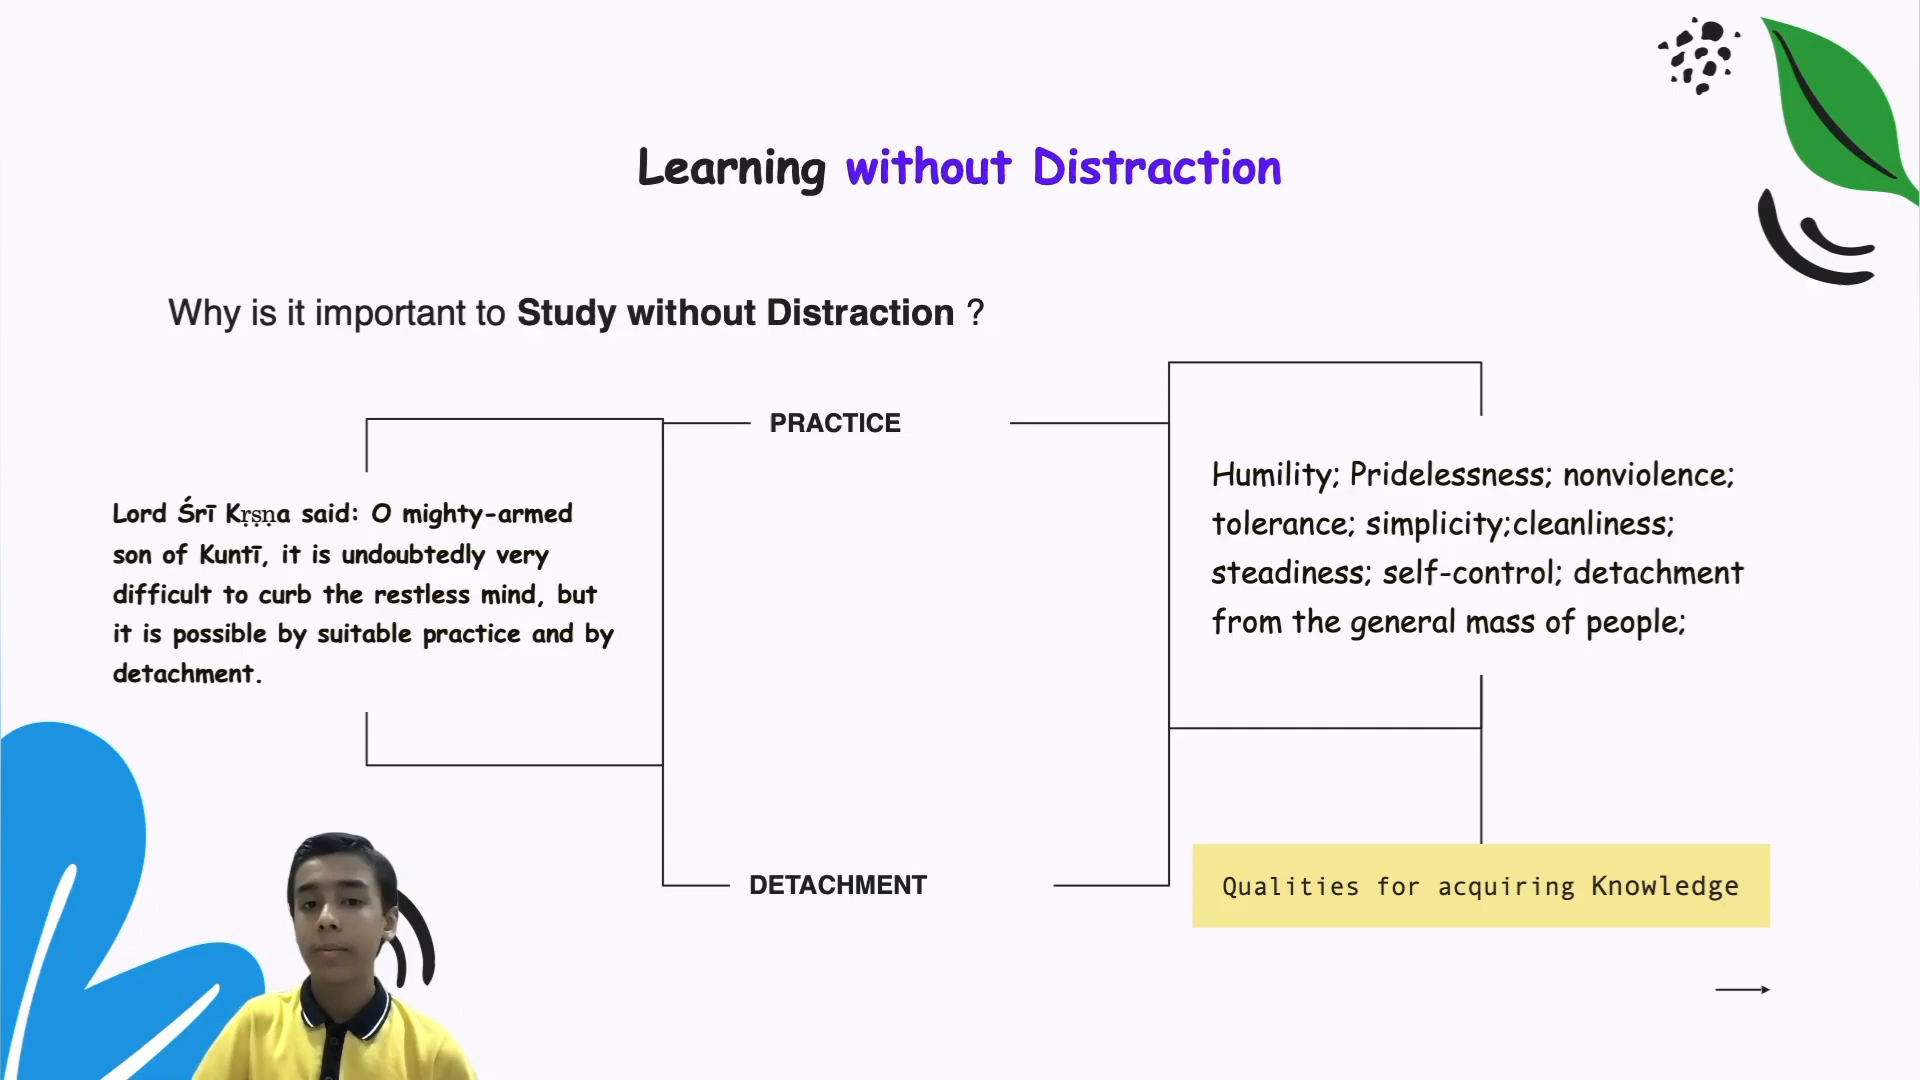 Learning without Distraction
Why is it important to Study without Distraction ?
PRACTICE
Lord Śrī Kṛṣṇa said: O mighty-armed
son of Kuntī, it is undoubtedly very
difficult to curb the restless mind, but
it is possible by suitable practice and by
detachment.
Humility; Pridelessness; nonviolence;
tolerance; simplicity;cleanliness;
steadiness; self-control; detachment
from the general mass of people;
DETACHMENT
Qualities for acquiring Knowledge